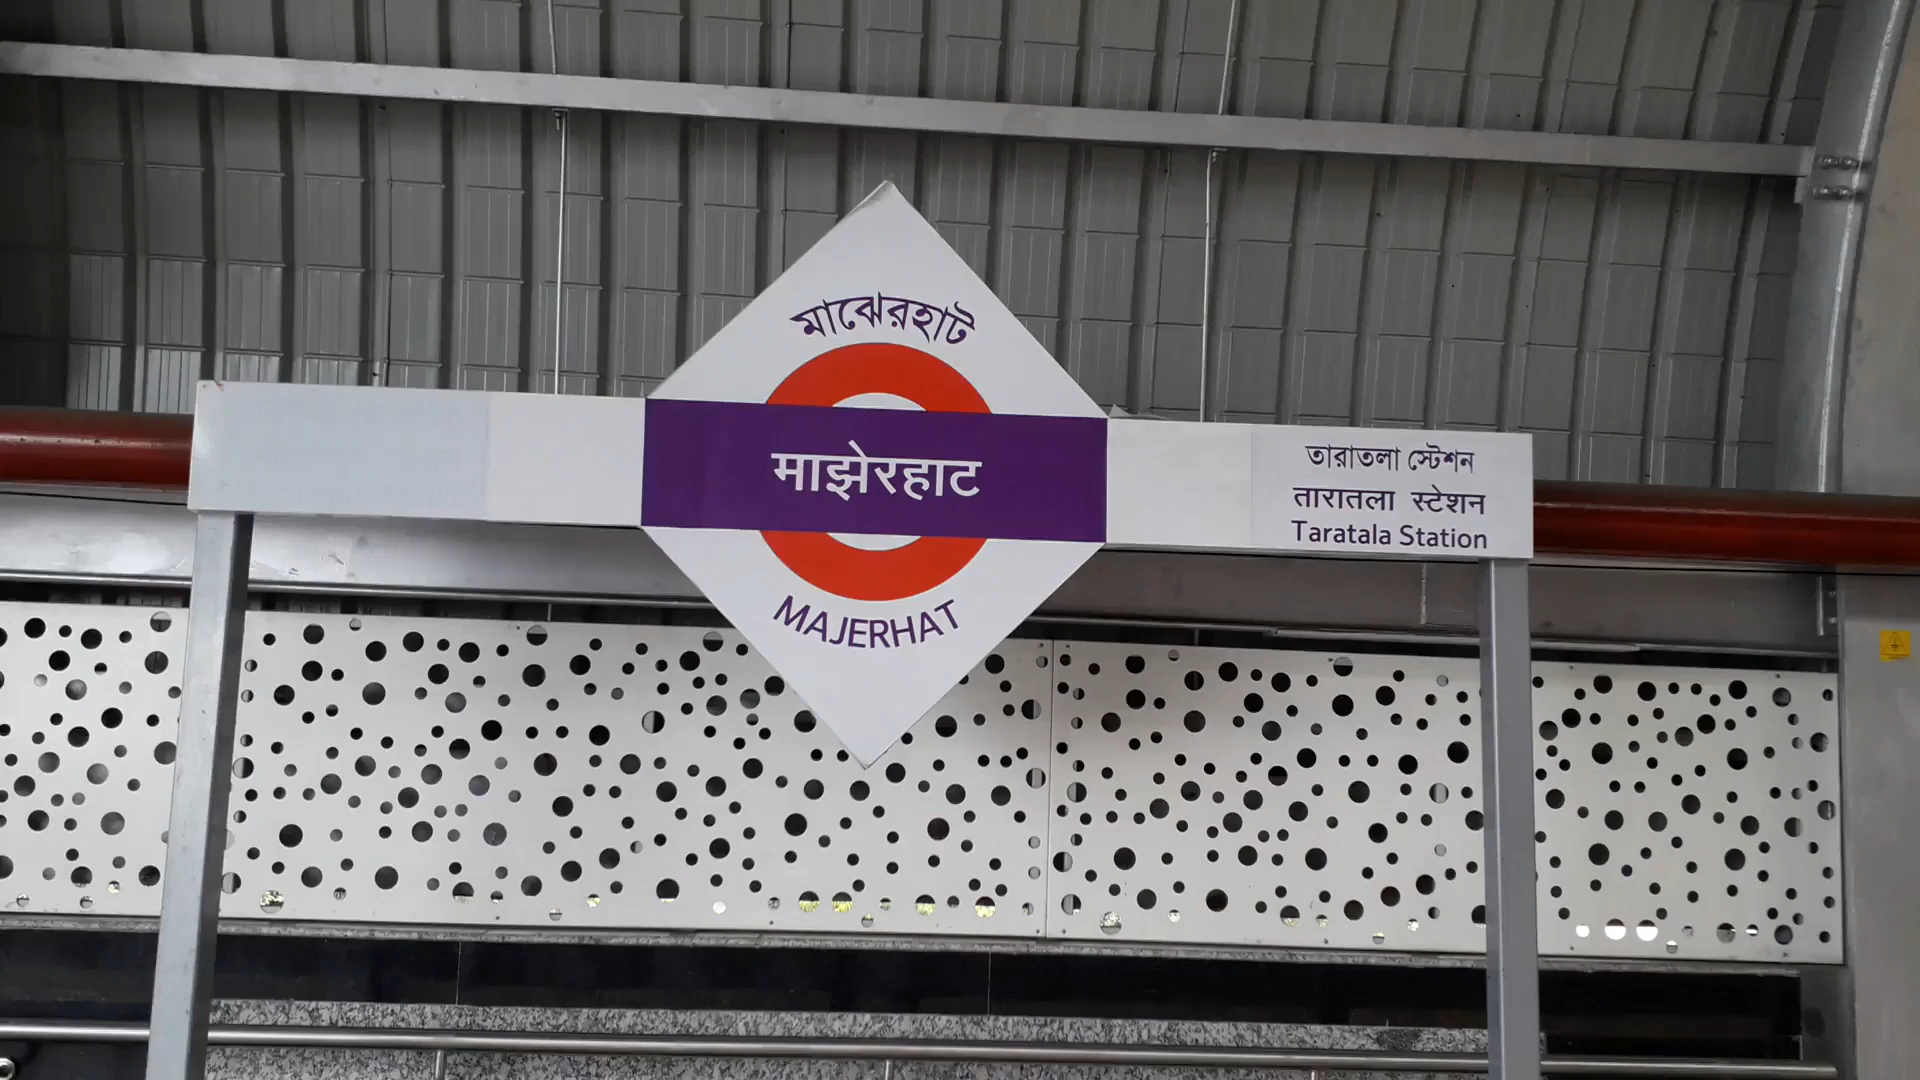 মাঝেরহাট
माझेरहाट
MAJERHAT
তারাতলা স্টেশন
तारातला स्टेशन
Taratala Station